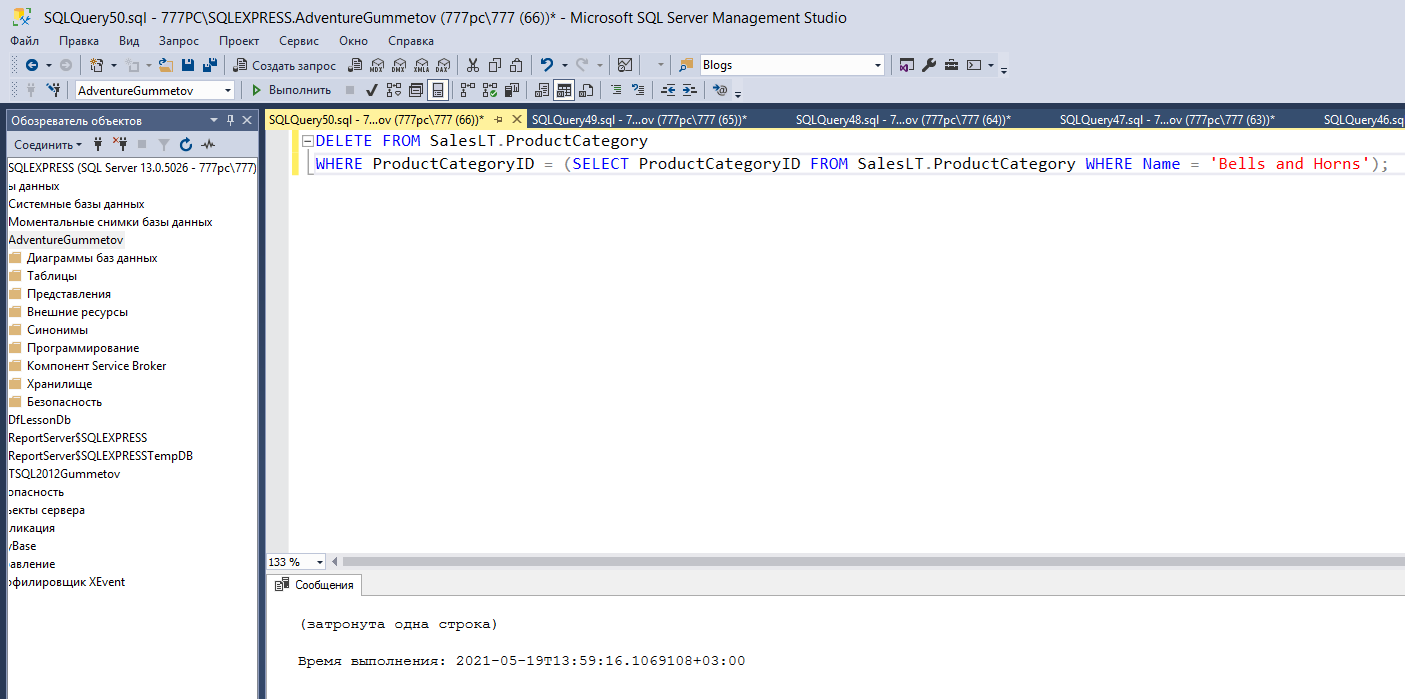 SQLQuery50.sql - 777PC\SQLEXPRESS.AdventureGummetov (777pc\777 (66))* - Microsoft SQL Server Management Studio
Файл Правка Вид Запрос Проект Сервис Окно Справка
Создать запрос MDX DMX XMLA DAX Blogs
AdventureGummetov Выполнить
Обозреватель объектов
SQLQuery50.sql - 7...ov (777pc\777 (66))* SQLQuery49.sql - 7...ov (777pc\777 (65))* SQLQuery48.sql - 7...ov (777pc\777 (64))* SQLQuery47.sql - 7...ov (777pc\777 (63))* SQLQuery46.sq
Соединить
SQLEXPRESS (SQL Server 13.0.5026 - 777pc\777)
ы данных
Системные базы данных
Моментальные снимки базы данных
AdventureGummetov
Диаграммы баз данных
Таблицы
Представления
Внешние ресурсы
Синонимы
Программирование
Компонент Service Broker
Хранилище
Безопасность
DfLessonDb
ReportServer$SQLEXPRESS
ReportServer$SQLEXPRESSTempDB
TSQL2012Gummetov
опасность
ъекты сервера
ликация
yBase
авление
офилировщик XEvent
DELETE FROM SalesLT.ProductCategory
WHERE ProductCategoryID = (SELECT ProductCategoryID FROM SalesLT.ProductCategory WHERE Name = 'Bells and Horns');
133 %
Сообщения
(затронута одна строка)
Время выполнения: 2021-05-19T13:59:16.1069108+03:00